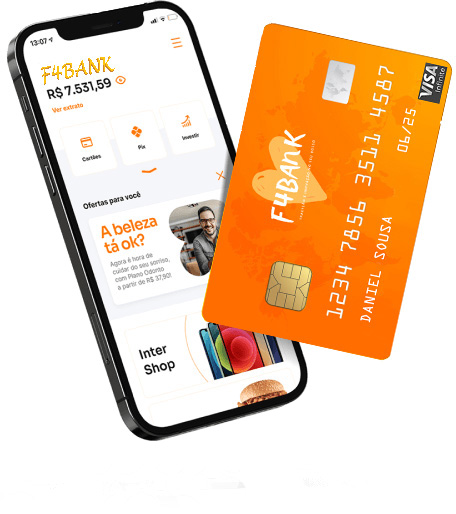 13:07
F4BANK
R$ 7.531,59
Ver extrato
Cartões
Pix
Investir
Ofertas para você
A beleza
tá ok?
Agora é hora de
cuidar do seu sorriso,
com Plano Odonto
a partir de R$ 37,90!
Inter
Shop
VISA
Infinite
F4BANK
1234 7856 3511 4587
06/25
DANIEL SOUSA